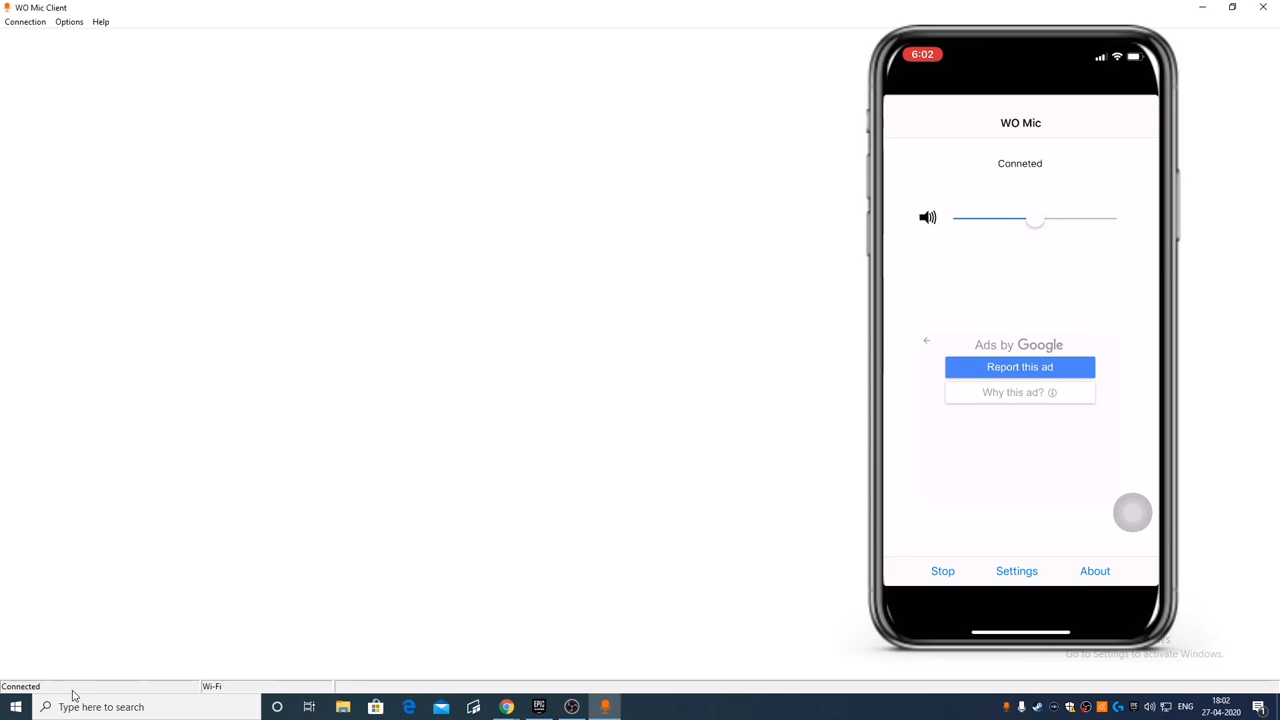 WO Mic Client
Connection Options Help
6:02
WO Mic
Conneted
Ads by Google
Report this ad
Why this ad?
Stop Settings About
Go to Settings to activate Windows.
Connected Wi-Fi
Type here to search
EPIC
ENG
18:02
27-04-2020
1